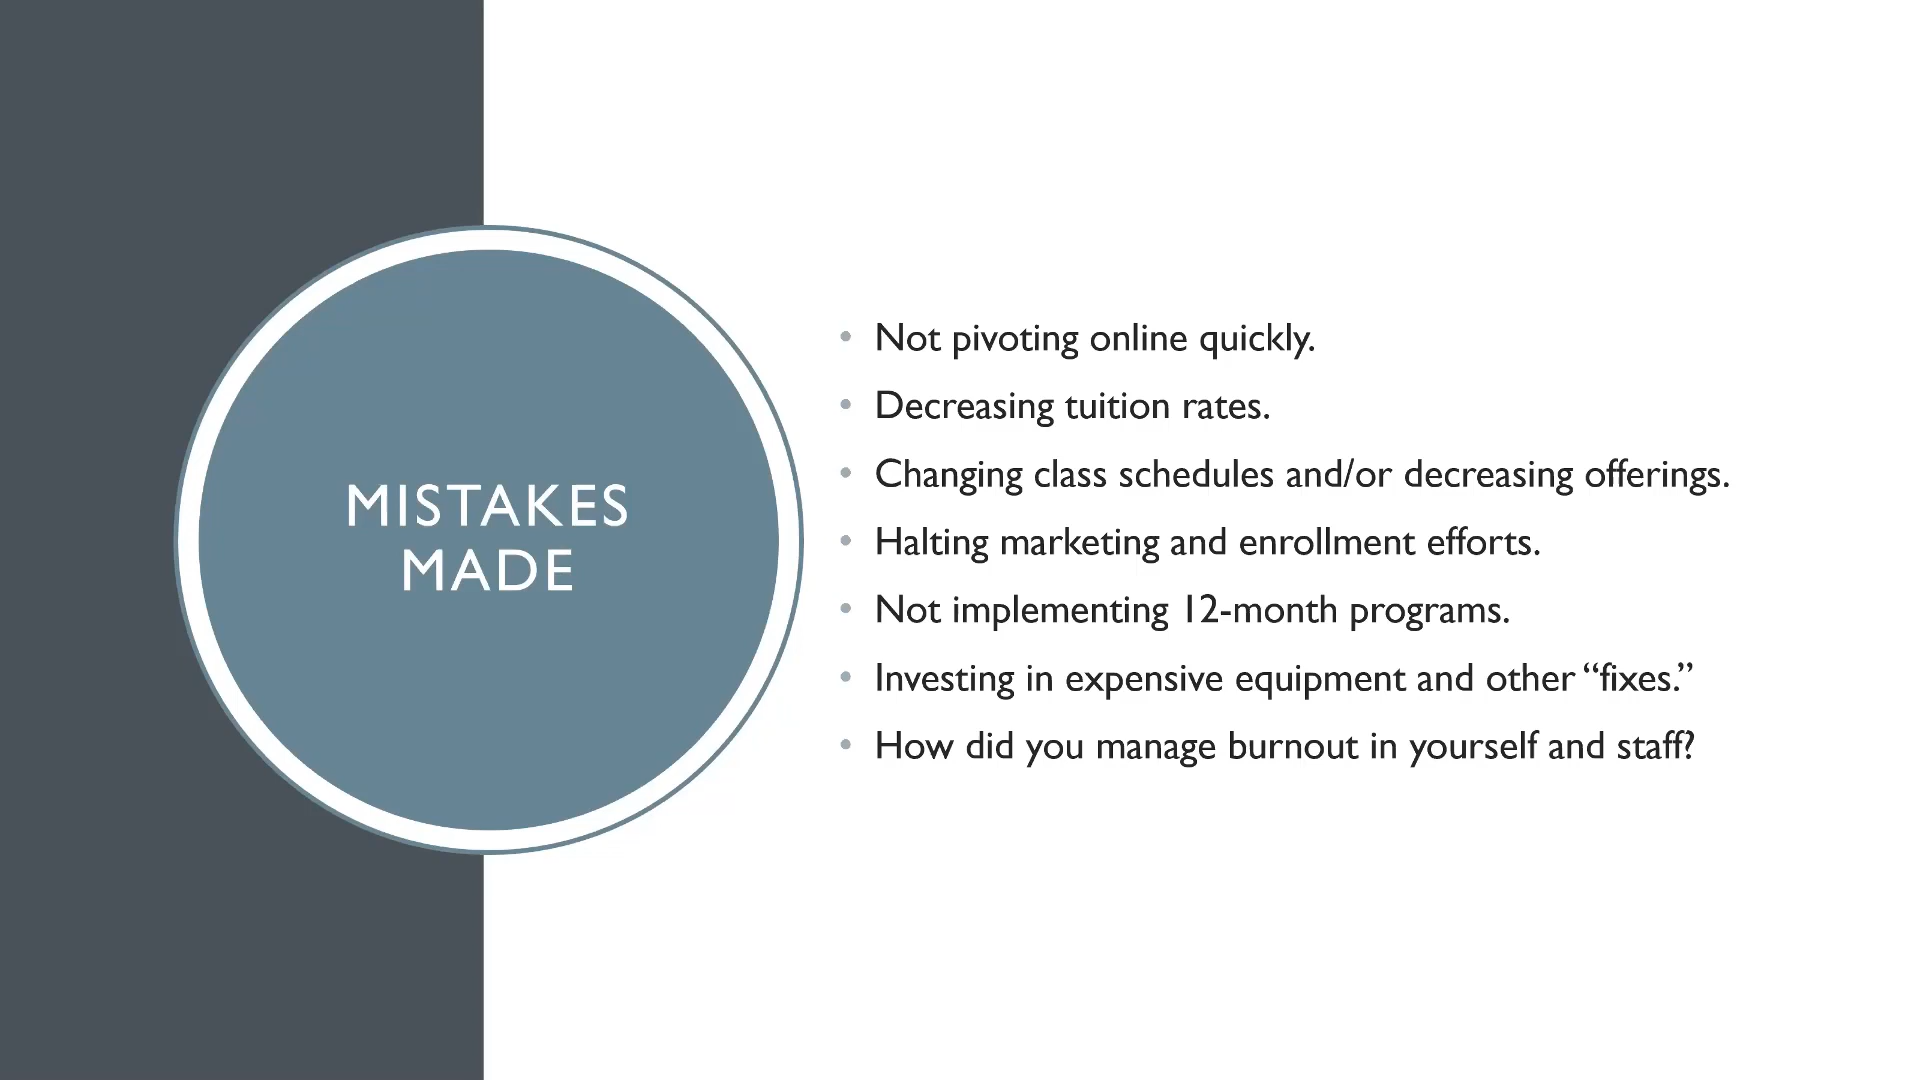 MISTAKES
MADE
• Not pivoting online quickly.
• Decreasing tuition rates.
• Changing class schedules and/or decreasing offerings.
• Halting marketing and enrollment efforts.
• Not implementing 12-month programs.
• Investing in expensive equipment and other “fixes.”
• How did you manage burnout in yourself and staff?